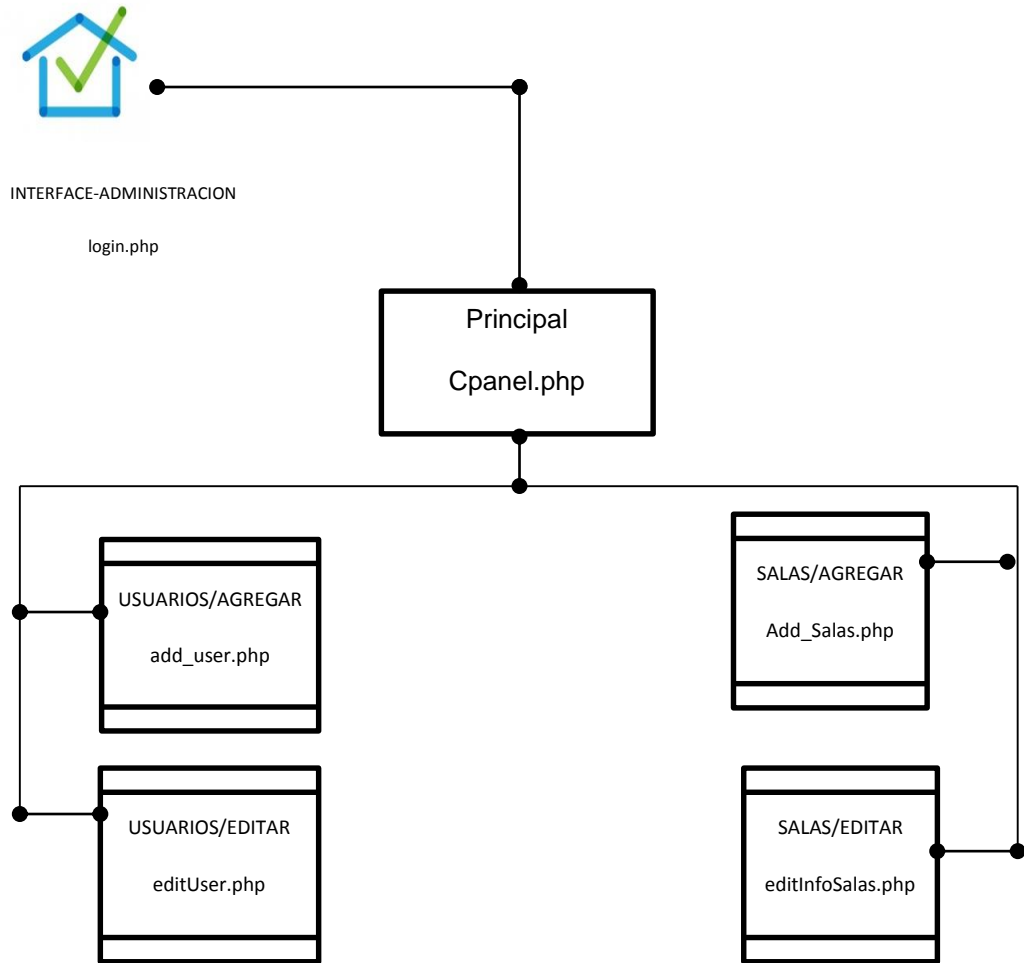 INTERFACE-ADMINISTRACION
login.php
Principal
Cpanel.php
USUARIOS/AGREGAR
add_user.php
SALAS/AGREGAR
Add_Salas.php
USUARIOS/EDITAR
editUser.php
SALAS/EDITAR
editInfoSalas.php